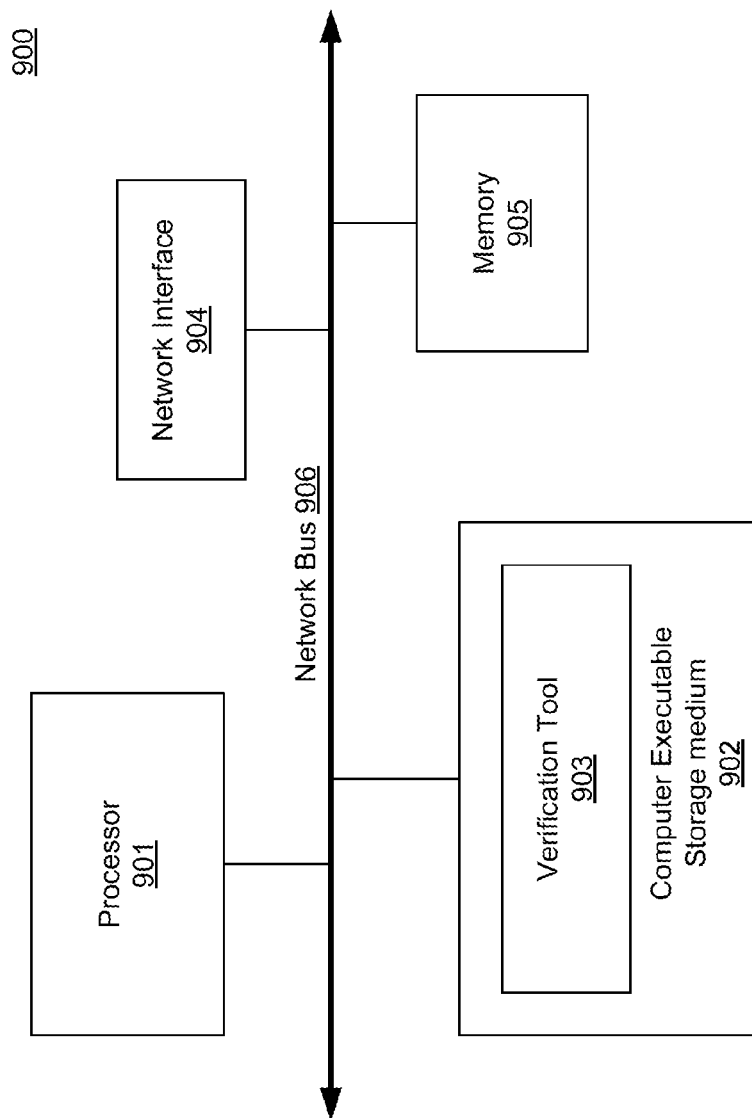 900
Processor
901
Network Interface
904
Network Bus 906
Verification Tool
903
Computer Executable
Storage medium
902
Memory
905